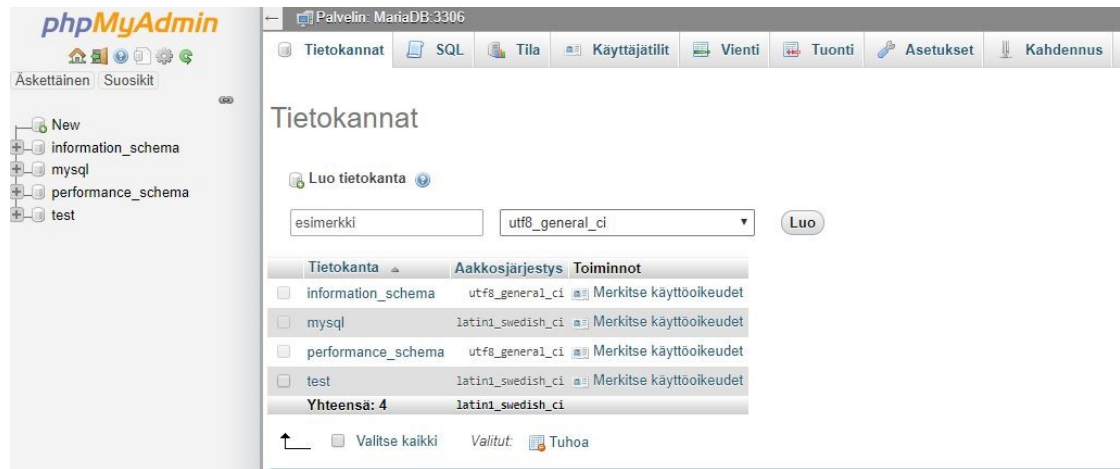 phpMyAdmin
Äskettäinen Suosikit
New
information_schema
mysql
performance_schema
test
Palvelin: MariaDB:3306
Tietokannat SQL Tila Käyttäjätilit Vienti Tuonti Asetukset Kahdennus
Tietokannat
Luo tietokanta
esimerkki utf8_general_ci Luo
Tietokanta Aakkosjärjestys Toiminnot
information_schema utf8_general_ci Merkitse käyttöoikeudet
mysql latin1_swedish_ci Merkitse käyttöoikeudet
performance_schema utf8_general_ci Merkitse käyttöoikeudet
test latin1_swedish_ci Merkitse käyttöoikeudet
Yhteensä: 4 latin1_swedish_ci
Valitse kaikki Valitut: Tuhoa